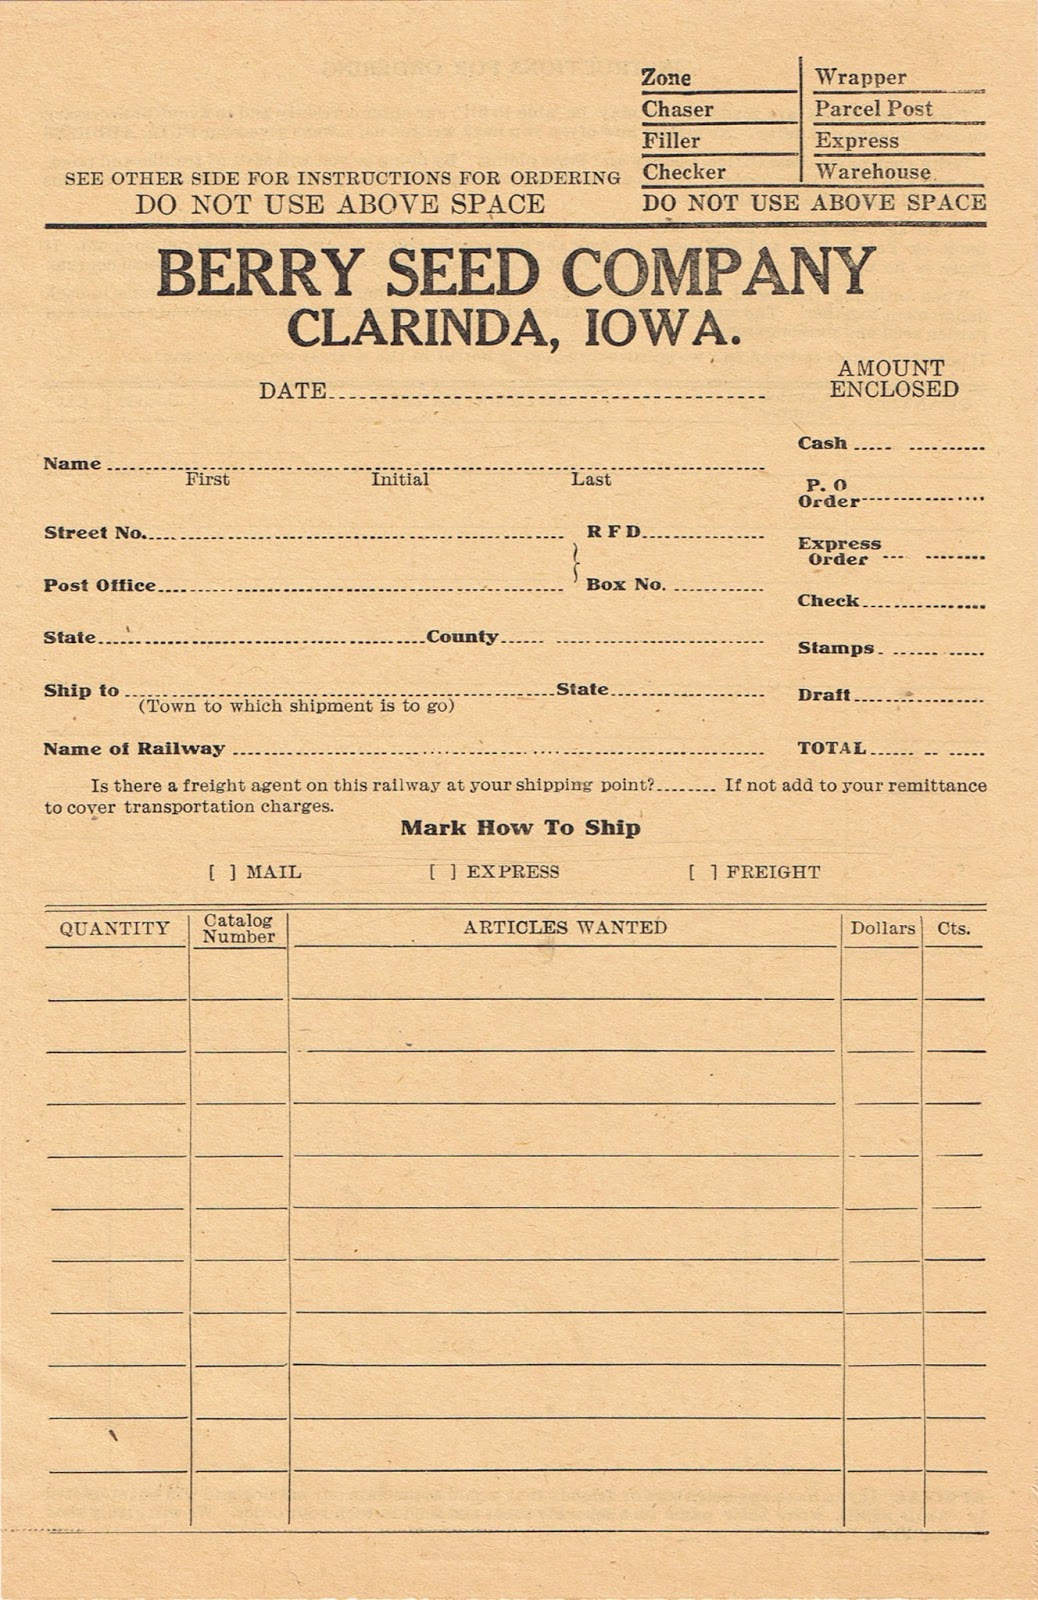 Zone Wrapper
Chaser Parcel Post
Filler Express
Checker Warehouse
SEE OTHER SIDE FOR INSTRUCTIONS FOR ORDERING
DO NOT USE ABOVE SPACE
DO NOT USE ABOVE SPACE
BERRY SEED COMPANY
CLARINDA, IOWA.
DATE
AMOUNT
ENCLOSED
Name
First Initial Last
Street No. R F D
Post Office Box No.
State County
Ship to State
(Town to which shipment is to go)
Name of Railway
Cash
P. O
Order
Express
Order
Check
Stamps
Draft
TOTAL
Is there a freight agent on this railway at your shipping point? If not add to your remittance
to cover transportation charges.
Mark How To Ship
[ ] MAIL [ ] EXPRESS [ ] FREIGHT
QUANTITY Catalog Number ARTICLES WANTED Dollars Cts.